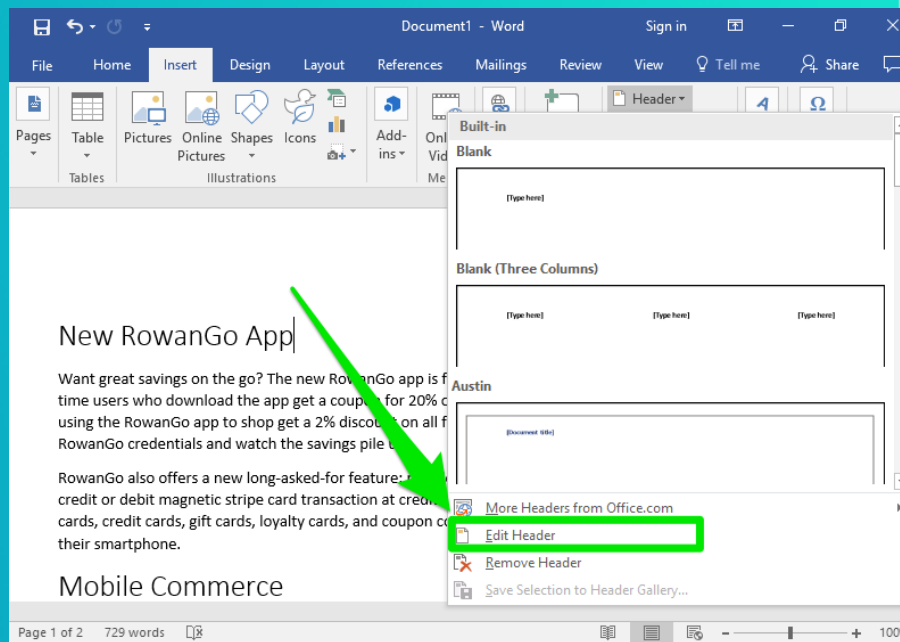 Document1 - Word
Sign in
File Home Insert Design Layout References Mailings Review View Tell me Share
Header
Pages
Table
Pictures
Online
Pictures
Shapes
Icons
Add-
ins
Tables
Illustrations
Built-in
Blank
[Type here]
Blank (Three Columns)
[Type here] [Type here] [Type here]
Austin
[Document title]
More Headers from Office.com
Edit Header
Remove Header
Save Selection to Header Gallery...
New RowanGo App
Want great savings on the go? The new RowanGo app is
time users who download the app get a coupon for 20%
using the RowanGo app to shop get a 2% discount on all
RowanGo credentials and watch the savings pile
RowanGo also offers a new long-asked-for feature:
credit or debit magnetic stripe card transaction at
cards, credit cards, gift cards, loyalty cards, and coupon
their smartphone.
Mobile Commerce
Page 1 of 2 729 words